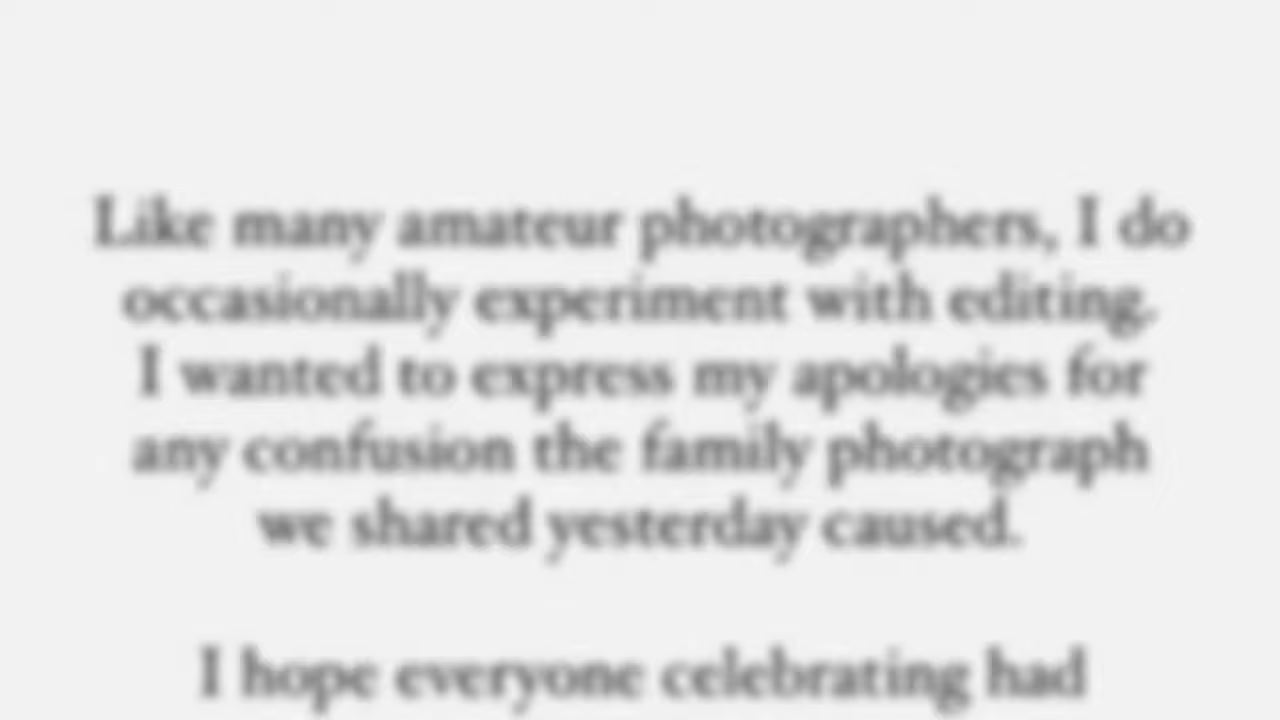 Like many amateur photographers, I do
occasionally experiment with editing.
I wanted to express my apologies for
any confusion the family photograph
we shared yesterday caused.
I hope everyone celebrating had